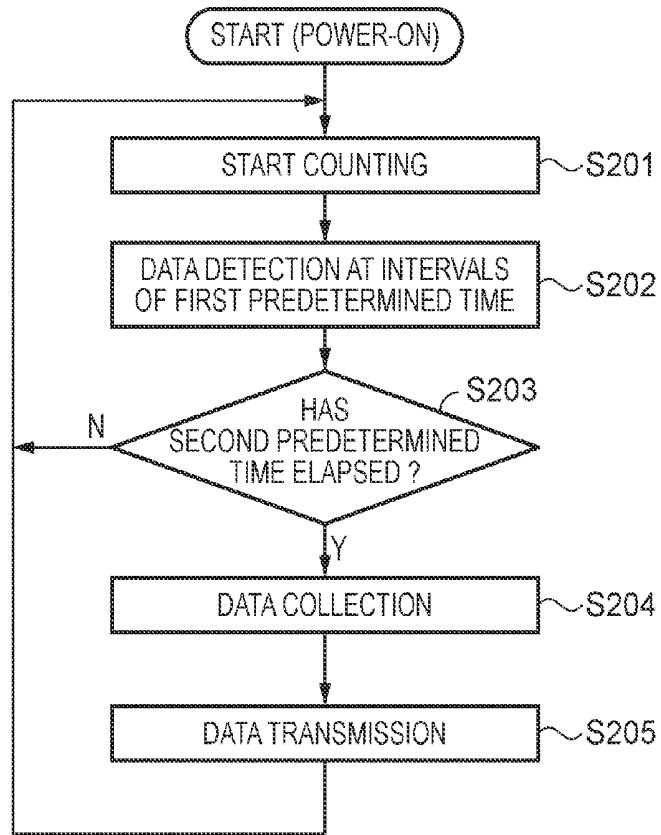 START (POWER-ON)
START COUNTING
S201
DATA DETECTION AT INTERVALS
OF FIRST PREDETERMINED TIME
S202
S203
HAS
SECOND PREDETERMINED
TIME ELAPSED ?
N
Y
DATA COLLECTION
S204
DATA TRANSMISSION
S205